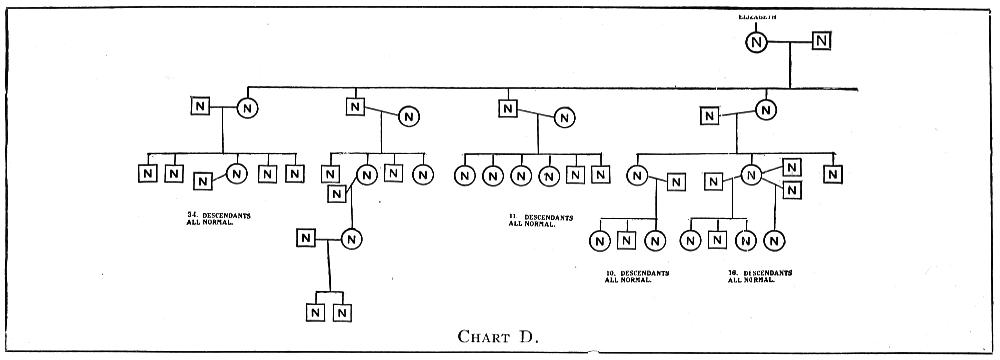 ELIZABETH
N N
N N N N N N N N
N N N N N N N N N N N N N N N N N N N N N
N N N
34. DESCENDANTS
ALL NORMAL.
11. DESCENDANTS
ALL NORMAL.
N N N N N N N N N
10. DESCENDANTS
ALL NORMAL.
16. DESCENDANTS
ALL NORMAL.
N N
CHART D.